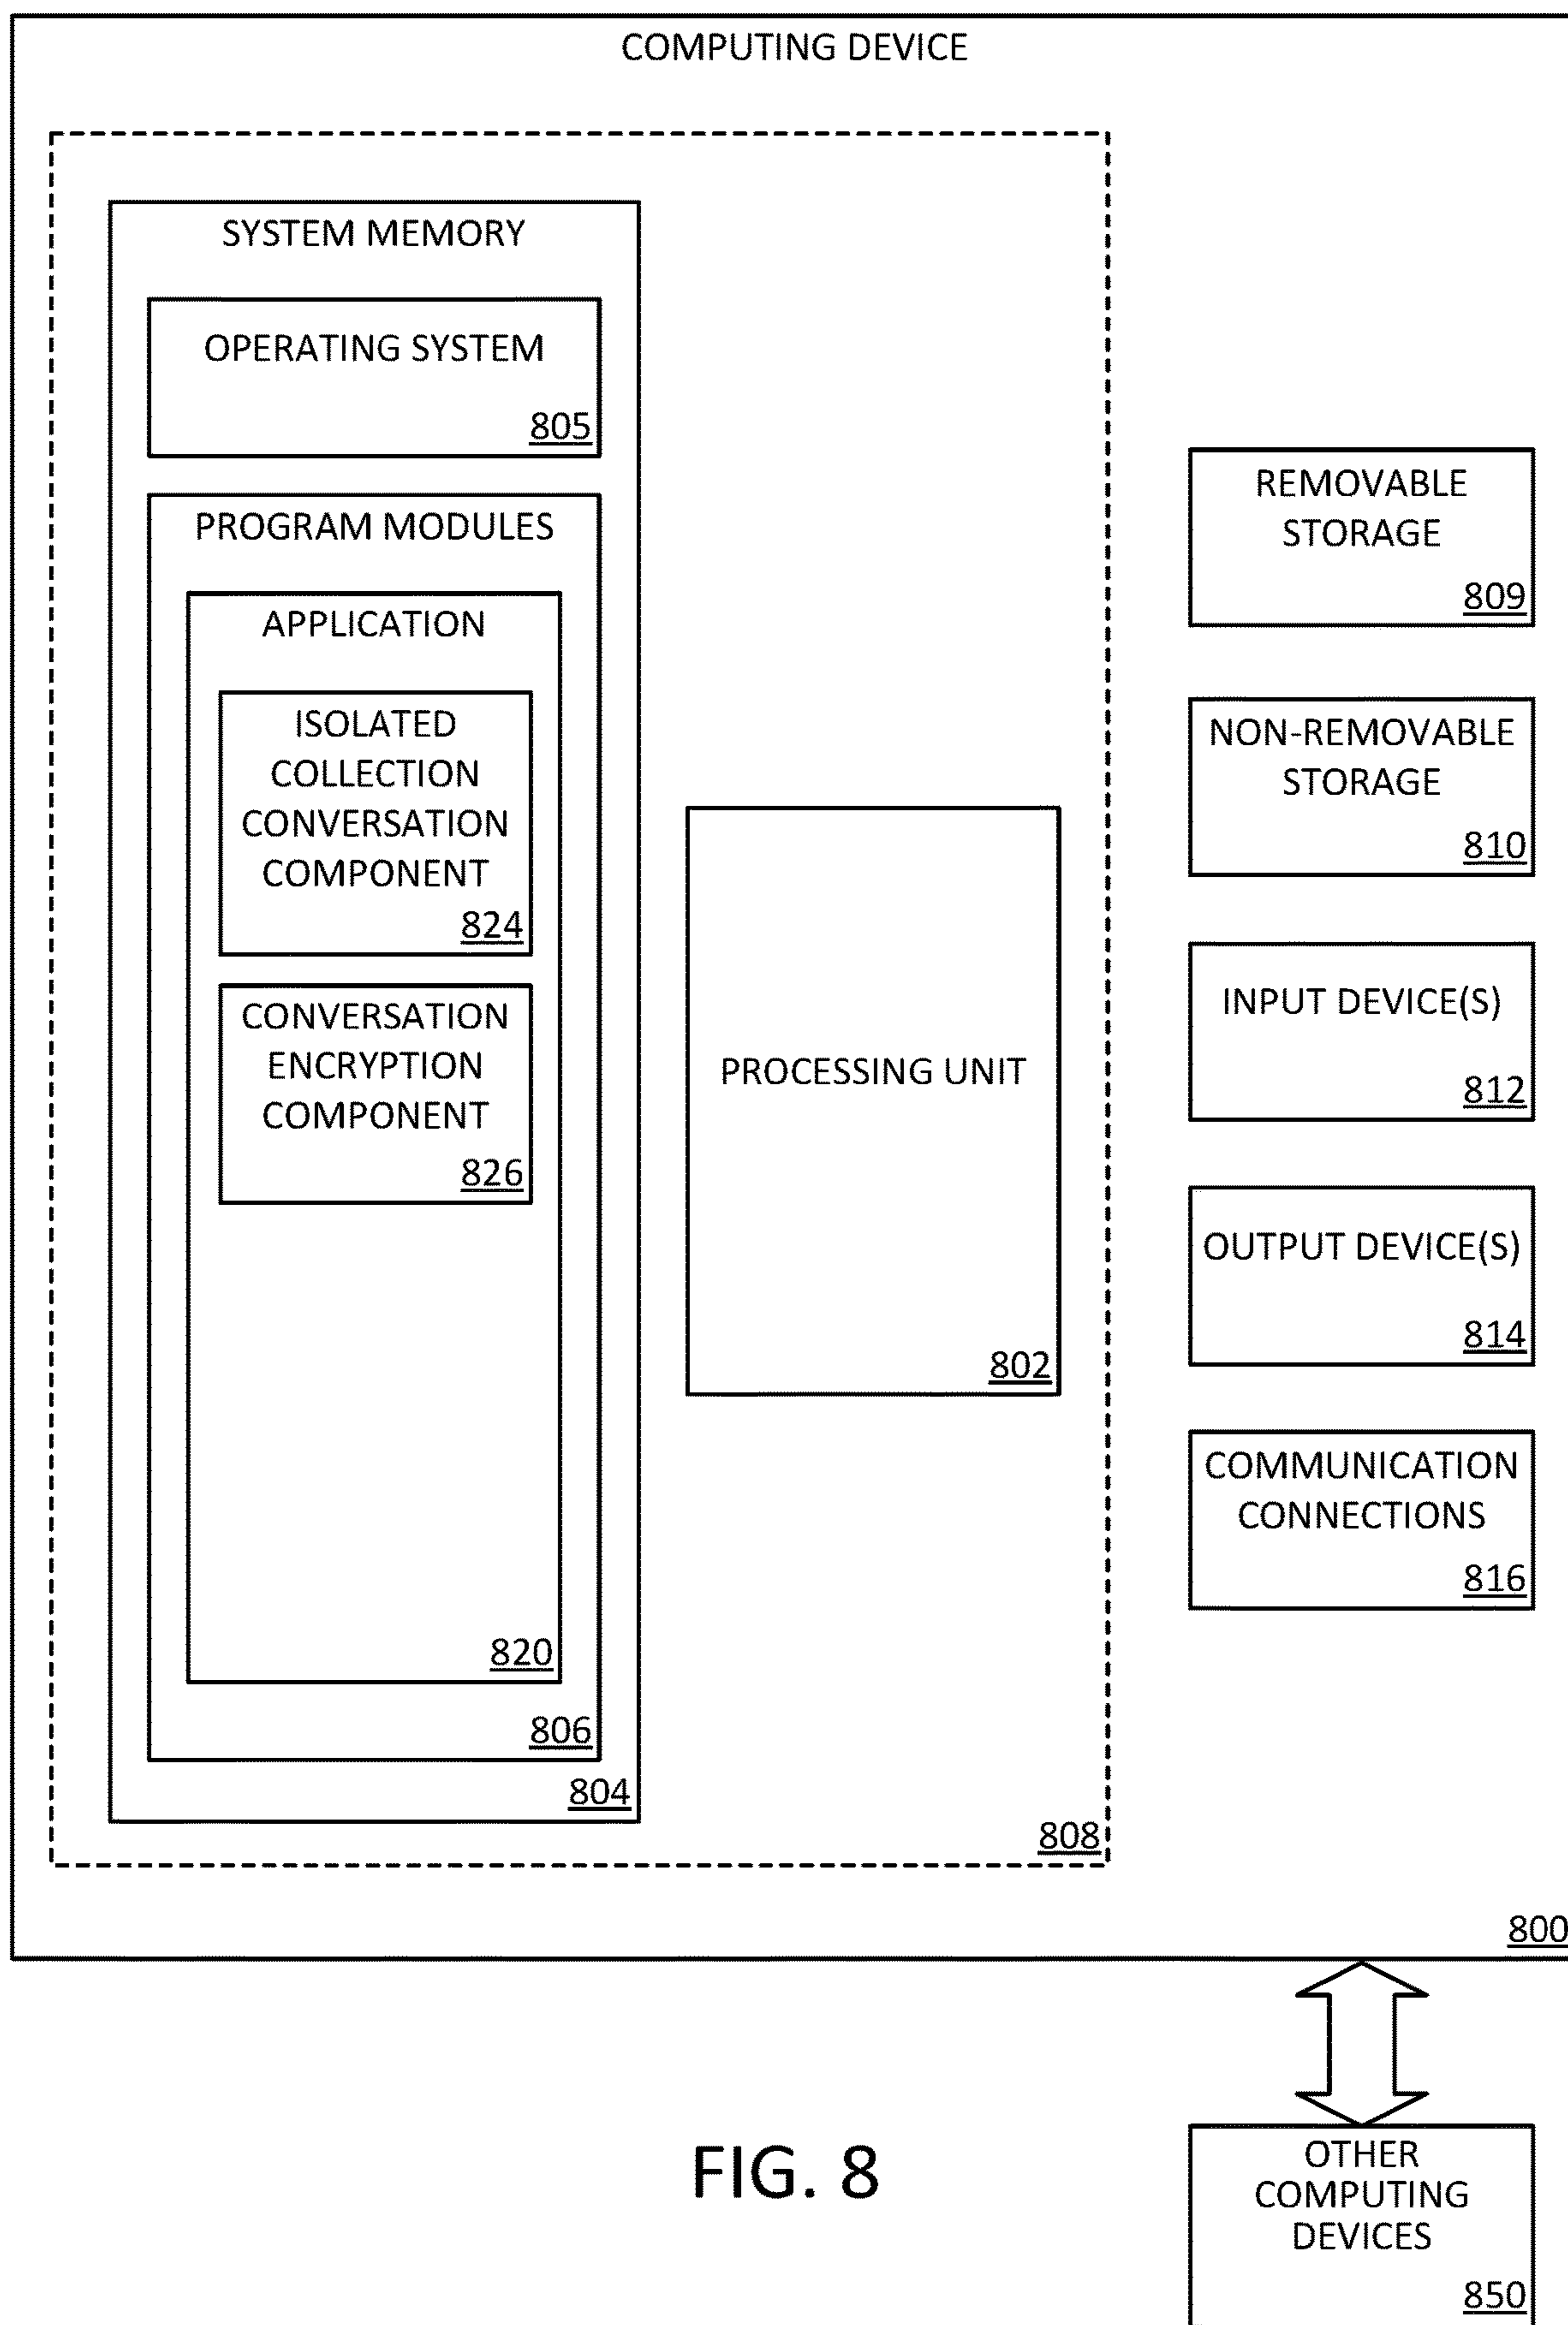 COMPUTING DEVICE
SYSTEM MEMORY
OPERATING SYSTEM
805
PROGRAM MODULES
APPLICATION
ISOLATED
COLLECTION
CONVERSATION
COMPONENT
824
CONVERSATION
ENCRYPTION
COMPONENT
826
820
806
804
PROCESSING UNIT
802
808
REMOVABLE
STORAGE
809
NON-REMOVABLE
STORAGE
810
INPUT DEVICE(S)
812
OUTPUT DEVICE(S)
814
COMMUNICATION
CONNECTIONS
816
800
OTHER
COMPUTING
DEVICES
850
FIG. 8